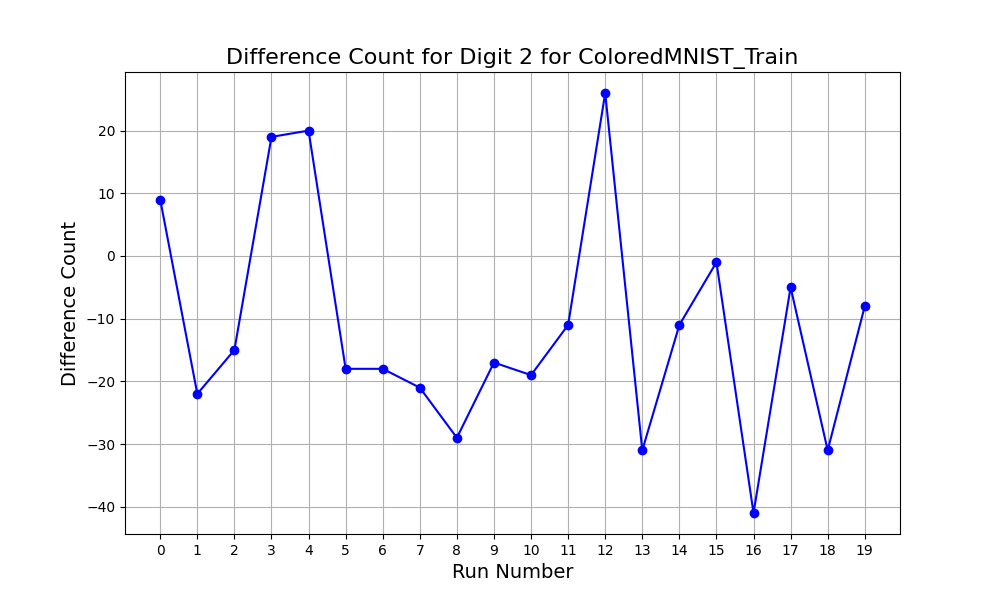 Difference Count for Digit 2 for ColoredMNIST_Train
Difference Count
20
10
0
−10
−20
−30
−40
0 1 2 3 4 5 6 7 8 9 10 11 12 13 14 15 16 17 18 19
Run Number